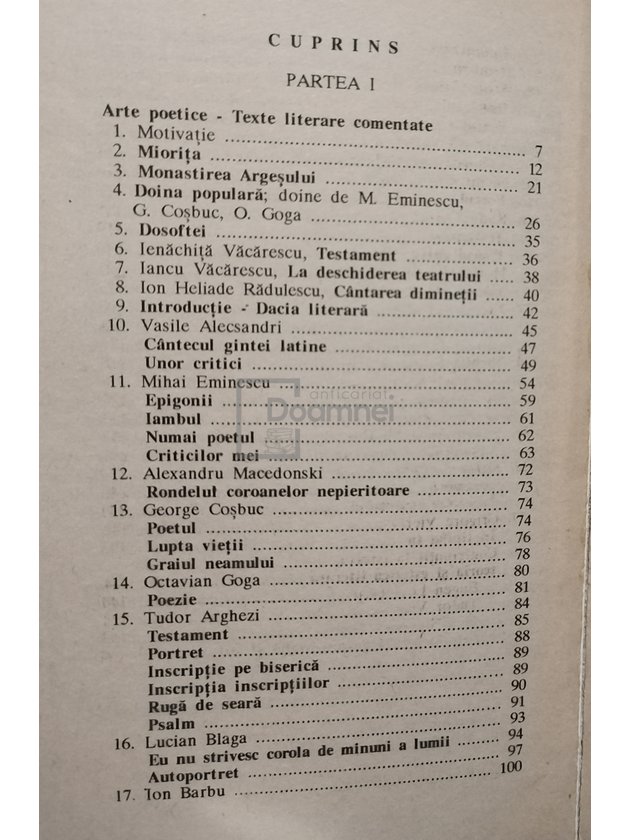 CUPRINS
PARTEA I
Arte poetice - Texte literare comentate
1. Motivație ........ 7
2. Miorița ........ 12
3. Monastirea Argeșului ........ 21
4. Doina populară; doine de M. Eminescu,
G. Coșbuc, O. Goga ........ 26
5. Dosoftei ........ 35
6. Ienăchiță Văcărescu, Testament ........ 36
7. Iancu Văcărescu, La deschiderea teatrului ..... 38
8. Ion Heliade Rădulescu, Cântarea dimineții ...... 40
9. Introducție - Dacia literară ........ 42
10. Vasile Alecsandri ........ 45
Cântecul gintei latine ........ 47
Unor critici ........ 49
11. Mihai Eminescu ........ 54
Epigonii ........ 59
Iambul ........ 61
Numai poetul ........ 62
Criticilor mei ........ 63
12. Alexandru Macedonski ........ 72
Rondelul coroanelor nepieritoare ........ 73
13. George Coșbuc ........ 74
Poetul ........ 74
Lupta vieții ........ 76
Graiul neamului ........ 78
14. Octavian Goga ........ 80
Poezie ........ 81
15. Tudor Arghezi ........ 84
Testament ........ 85
Portret ........ 88
Inscripție pe biserică ........ 89
Inscripția inscripțiilor ........ 89
Rugă de seară ........ 90
Psalm ........ 91
16. Lucian Blaga ........ 93
Eu nu strivesc corola de minuni a lumii ........ 94
Autoportret ........ 97
17. Ion Barbu ........ 100
anticariat
Doamnei